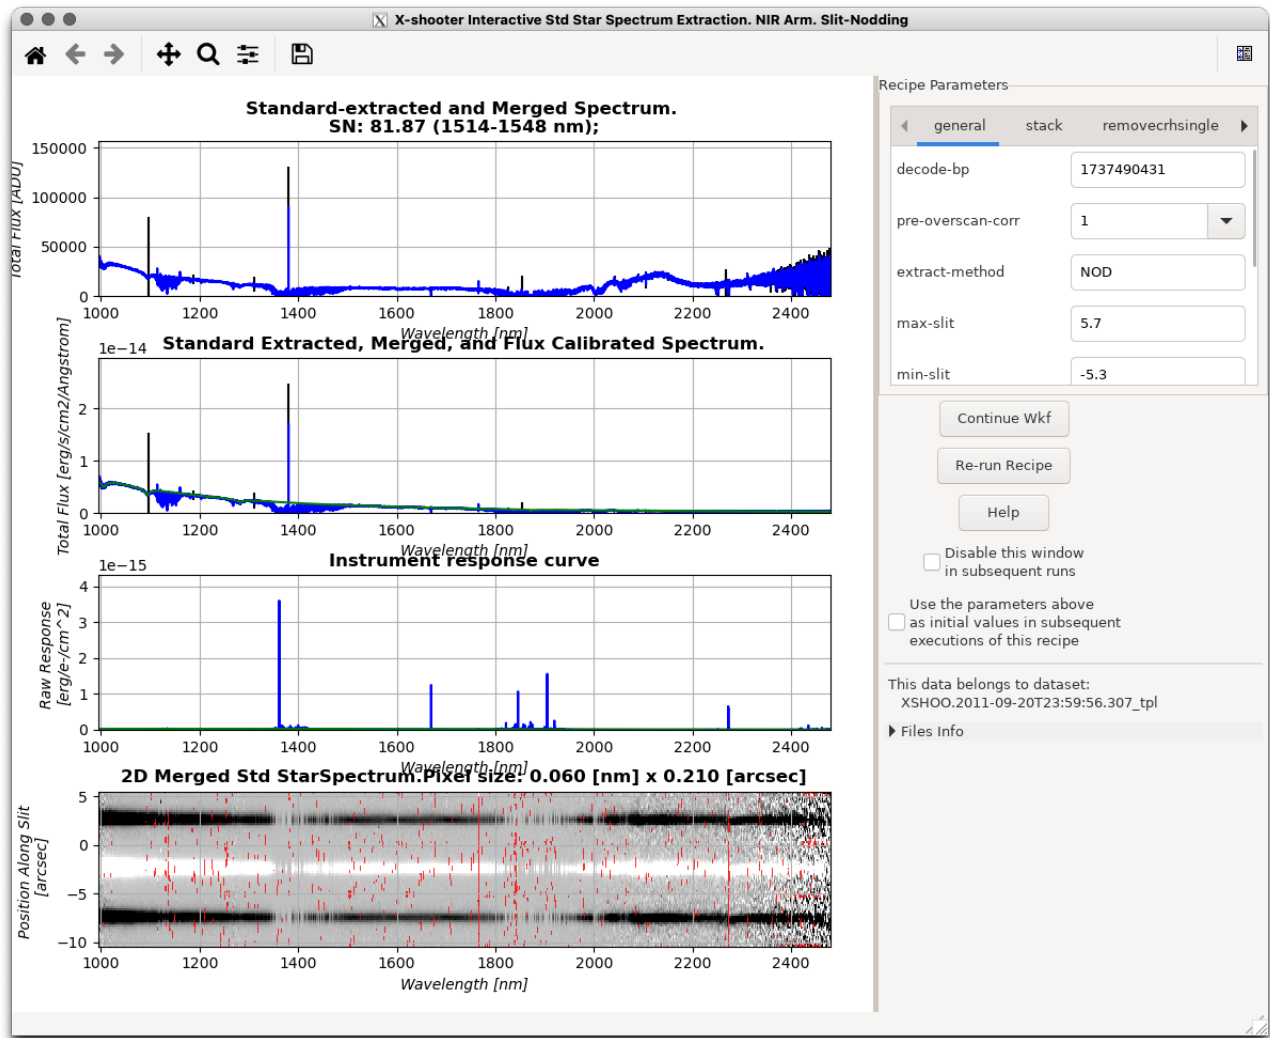 X-shooter Interactive Std Star Spectrum Extraction. NIR Arm. Slit-Nodding
Standard-extracted and Merged Spectrum.
SN: 81.87 (1514-1548 nm);
Total Flux [ADU]
150000
100000
50000
0
1000 1200 1400 1600 1800 2000 2200 2400
Wavelength [nm]
1e−14
Standard Extracted, Merged, and Flux Calibrated Spectrum.
Total Flux [erg/s/cm2/Angstrom]
2
1
0
1000 1200 1400 1600 1800 2000 2200 2400
Wavelength [nm]
1e−15
Instrument response curve
Raw Response
[erg/e-/cm^2]
4
3
2
1
0
1000 1200 1400 1600 1800 2000 2200 2400
Wavelength [nm]
2D Merged Std StarSpectrum.Pixel size: 0.060 [nm] x 0.210 [arcsec]
Position Along Slit
[arcsec]
5
0
−5
−10
1000 1200 1400 1600 1800 2000 2200 2400
Wavelength [nm]
Recipe Parameters
general stack removecrhsingle
decode-bp 1737490431
pre-overscan-corr 1
extract-method NOD
max-slit 5.7
min-slit -5.3
Continue Wkf
Re-run Recipe
Help
Disable this window
in subsequent runs
Use the parameters above
as initial values in subsequent
executions of this recipe
This data belongs to dataset:
XSHOO.2011-09-20T23:59:56.307_tpl
Files Info